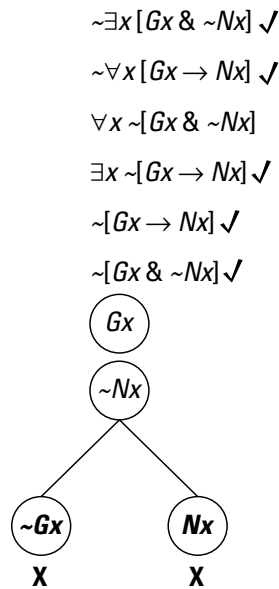 ~∃x [Gx & ~Nx] ✓
~∀x [Gx → Nx] ✓
∀x ~[Gx & ~Nx]
∃x ~[Gx → Nx] ✓
~[Gx → Nx] ✓
~[Gx & ~Nx] ✓
Gx
~Nx
~Gx Nx
X X